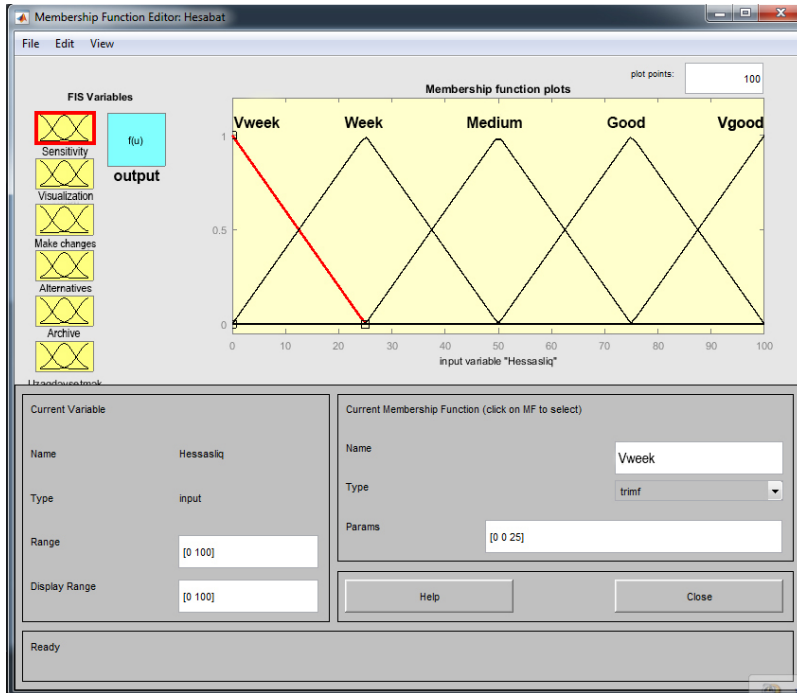 Membership Function Editor: Hesabat
File Edit View
plot points: 100
FIS Variables
Membership function plots
f(u)
output
Sensitivity
Visualization
Make changes
Alternatives
Archive
Vweek Week Medium Good Vgood
1
0.5
0
0 10 20 30 40 50 60 70 80 90 100
input variable "Hessasliq"
Current Variable
Name Hessasliq
Type input
Range [0 100]
Display Range [0 100]
Current Membership Function (click on MF to select)
Name Vweek
Type trimf
Params [0 0 25]
Help Close
Ready